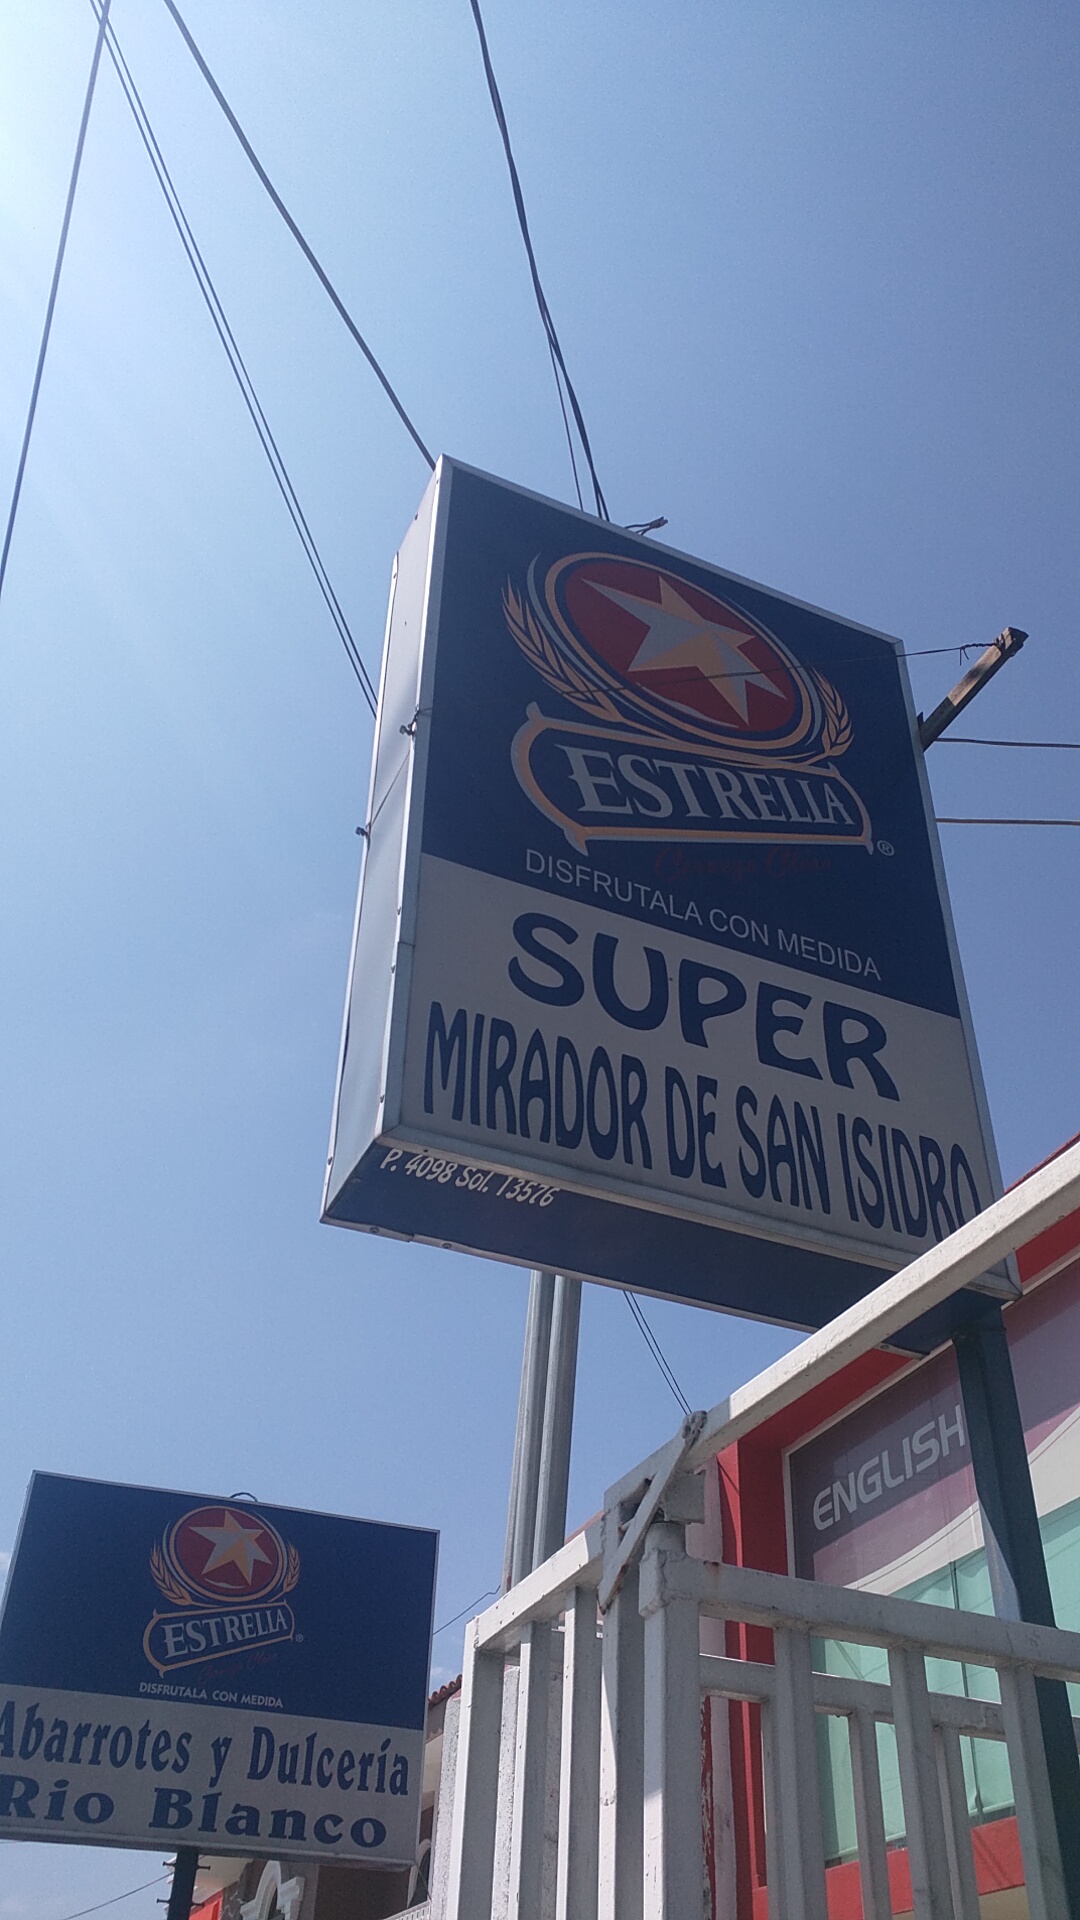 ESTRELLA
®
DISFRUTALA CON MEDIDA
SUPER
MIRADOR DE SAN ISIDRO
P. 4098 Sol. 13576
ENGLISH
ESTRELLA
®
DISFRUTALA CON MEDIDA
Abarrotes y Dulcería
Rio Blanco